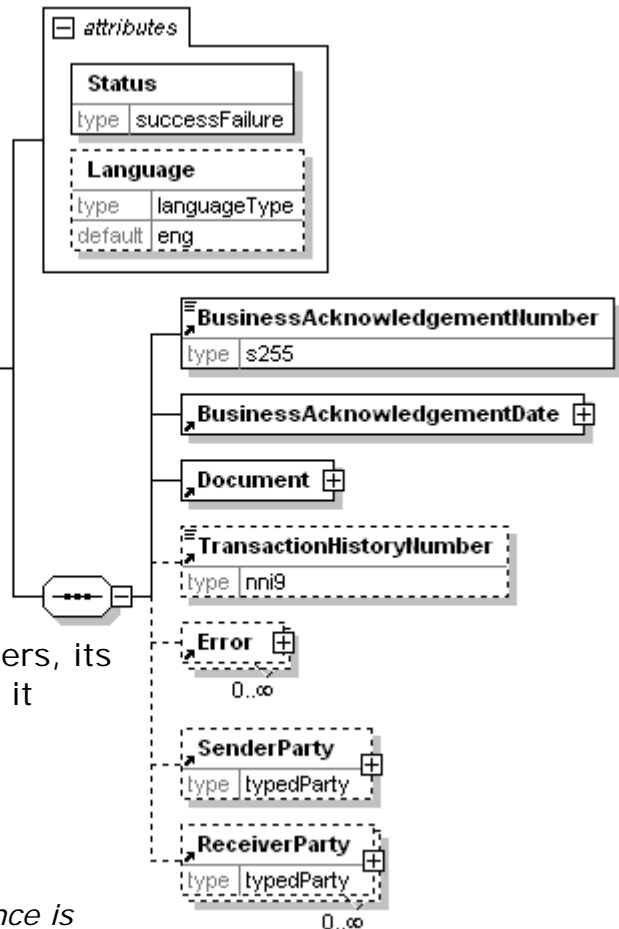 attributes
Status
type successFailure
Language
type languageType
default eng
BusinessAcknowledgementNumber
type s255
BusinessAcknowledgementDate
Document
TransactionHistoryNumber
type nni9
ers, its
Error
it
0..∞
SenderParty
type typedParty
ReceiverParty
type typedParty
nce is
0..∞